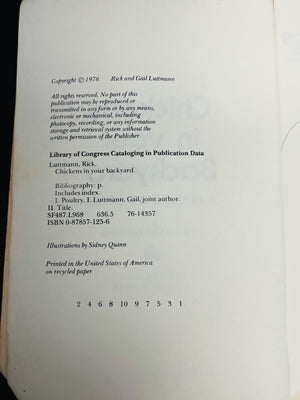 Copyright © 1976 Rick and Gail Luttmann
All rights reserved. No part of this
publication may be reproduced or
transmitted in any form or by any means,
electronic or mechanical, including
photocopy, recording, or any information
storage and retrieval system without the
written permission of the Publisher.
Library of Congress Cataloging in Publication Data
Luttmann, Rick.
Chickens in your backyard.
Bibliography: p.
Includes index.
1. Poultry. I. Luttmann, Gail, joint author.
II. Title.
SF487.L968 636.5 76-14357
ISBN 0-87857-125-6
Illustrations by Sidney Quinn
Printed in the United States of America
on recycled paper
2 4 6 8 10 9 7 5 3 1